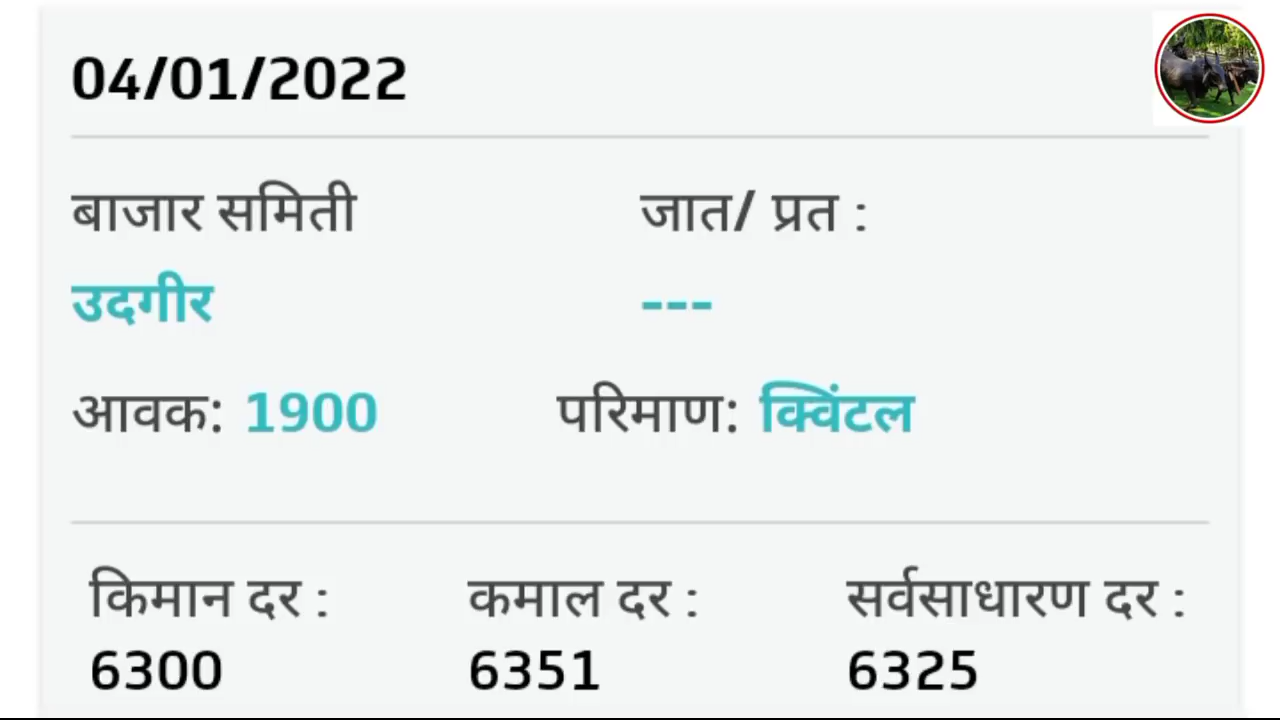 04/01/2022
बाजार समिती जात/ प्रत :
उदगीर ---
आवक: 1900 परिमाण: क्विंटल
किमान दर : कमाल दर : सर्वसाधारण दर :
6300 6351 6325